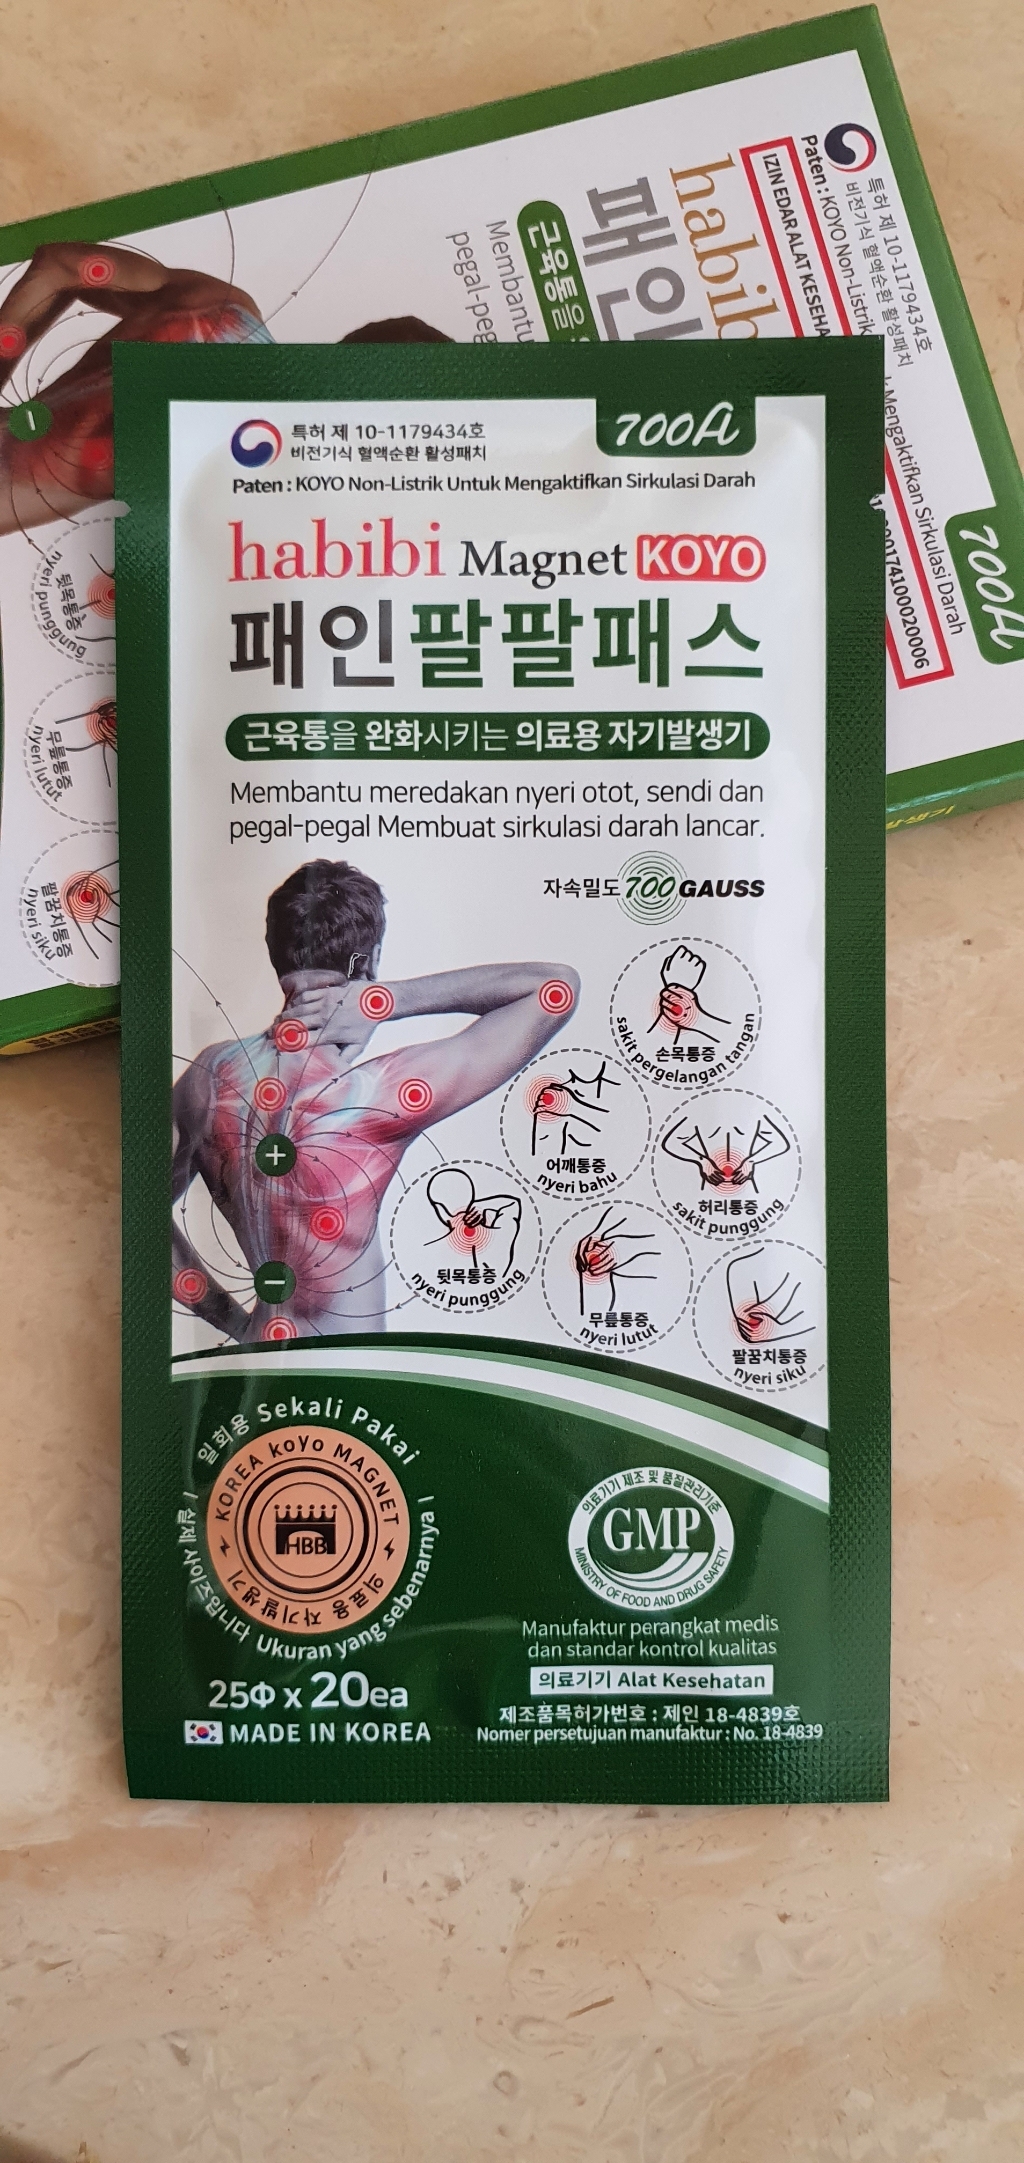 특허 제 10-1179434호
비전기식 혈액순환 활성패치
700A
Paten : KOYO Non-Listrik Untuk Mengaktifkan Sirkulasi Darah
habibi Magnet KOYO
패인팔팔패스
근육통을 완화시키는 의료용 자기발생기
Membantu meredakan nyeri otot, sendi dan
pegal-pegal Membuat sirkulasi darah lancar.
자속밀도 700 GAUSS
손목통증
sakit pergelangan tangan
어깨통증
nyeri bahu
허리통증
sakit punggung
뒷목통증
nyeri punggung
무릎통증
nyeri lutut
팔꿈치통증
nyeri siku
일회용 Sekali Pakai
KOREA koyo MAGNET
HBB
의료용 자기발생기
실제 사이즈입니다 Ukuran yang sebenarnya
25Φ x 20ea
MADE IN KOREA
의료기기 제조 및 품질관리기준
GMP
MINISTRY OF FOOD AND DRUG SAFETY
Manufaktur perangkat medis
dan standar kontrol kualitas
의료기기 Alat Kesehatan
제조품목허가번호 : 제인 18-4839호
Nomer persetujuan manufaktur : No. 18-4839
특허 제 10-1179434호
비전기식 혈액순환 활성패치
Paten : KOYO Non-Listrik
Mengaktifkan Sirkulasi Darah
IZIN EDAR ALAT KESEHA
0174100020006
700A
habib
패인
근육통을
Membantu
pegal-peg
뒷목통증
nyeri punggung
무릎통증
nyeri lutut
팔꿈치통증
nyeri siku